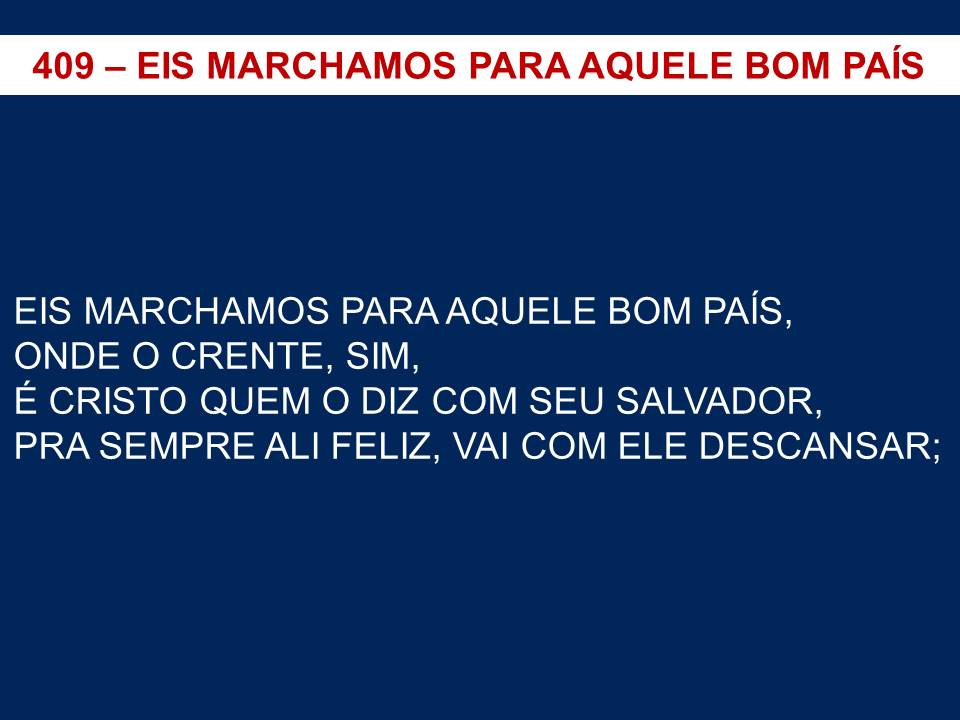 409 – EIS MARCHAMOS PARA AQUELE BOM PAÍS
EIS MARCHAMOS PARA AQUELE BOM PAÍS,
ONDE O CRENTE, SIM,
É CRISTO QUEM O DIZ COM SEU SALVADOR,
PRA SEMPRE ALI FELIZ, VAI COM ELE DESCANSAR;